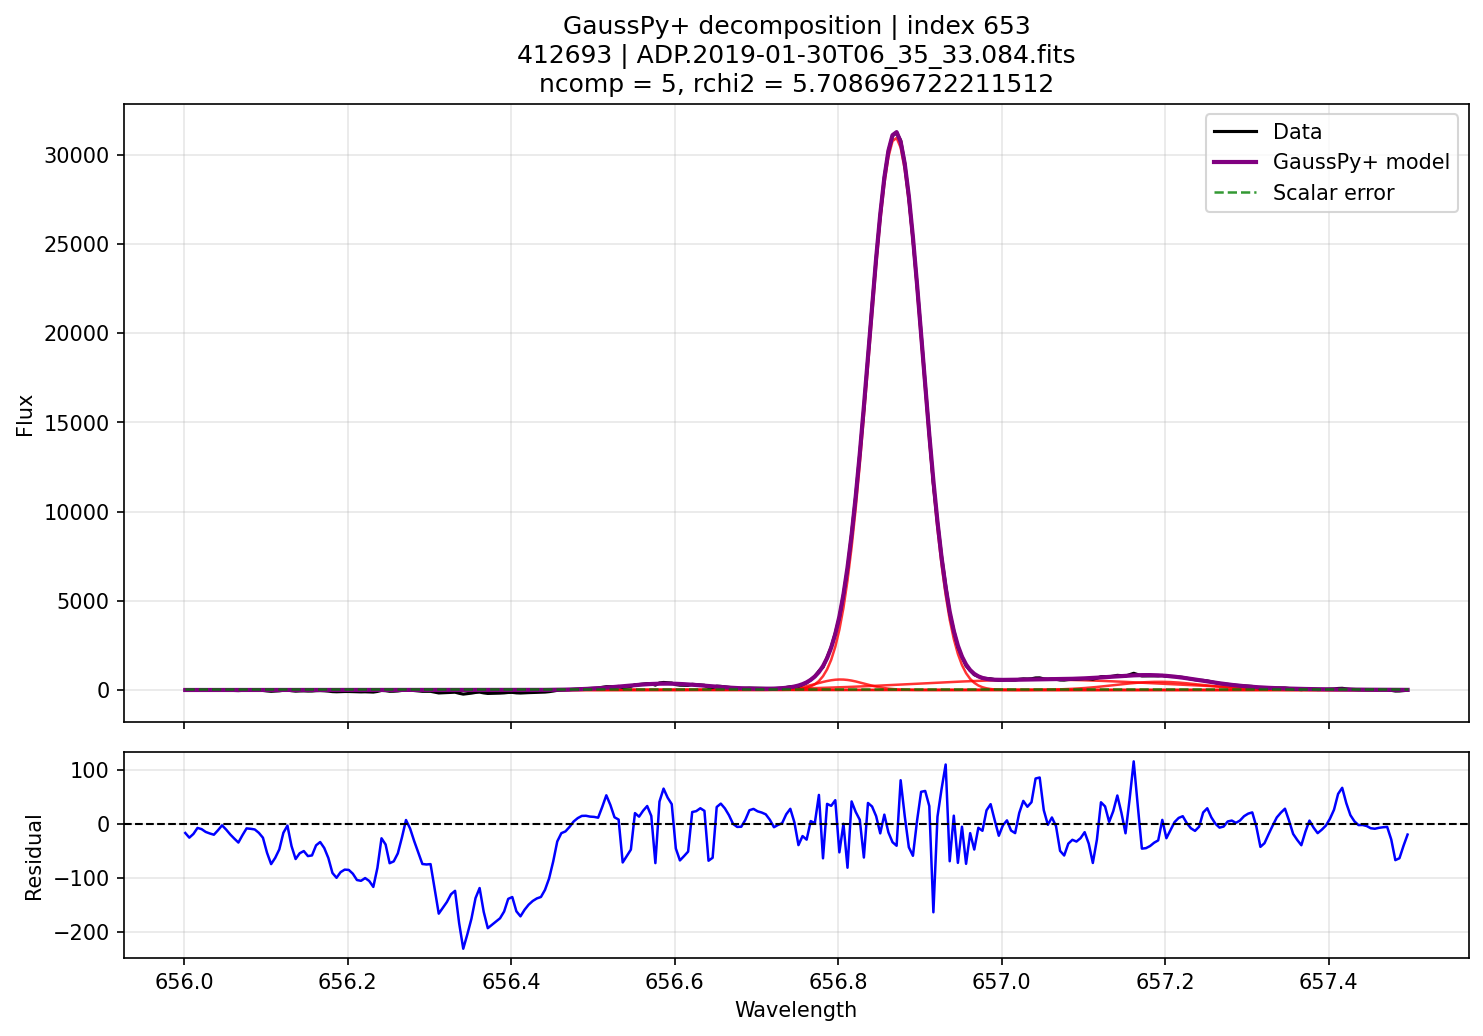 GaussPy+ decomposition | index 653
412693 | ADP.2019-01-30T06_35_33.084.fits
ncomp = 5, rchi2 = 5.708696722211512
Data
GaussPy+ model
Scalar error
30000
25000
20000
15000
10000
5000
0
Flux
100
0
−100
−200
Residual
656.0
656.2
656.4
656.6
656.8
657.0
657.2
657.4
Wavelength